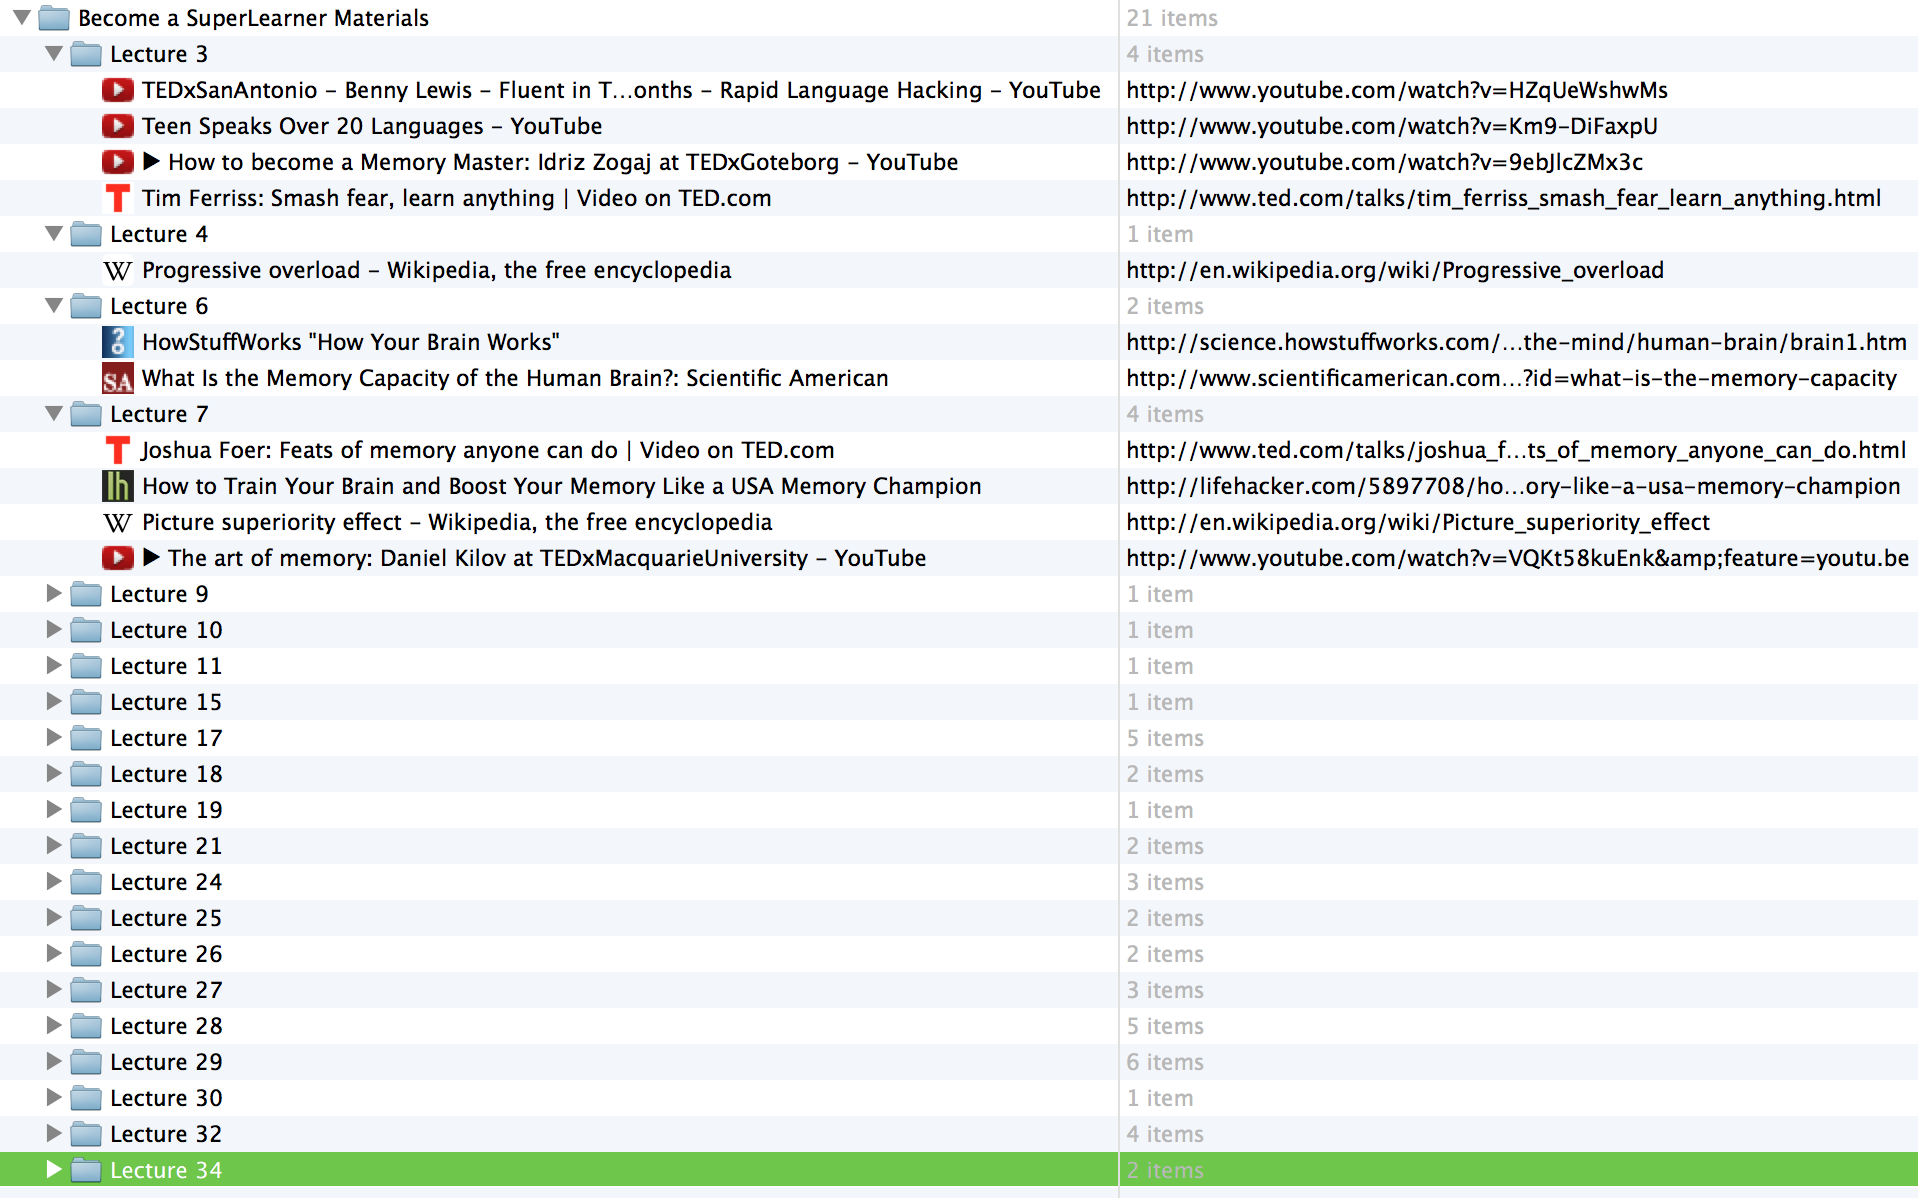 Become a SuperLearner Materials 21 items
Lecture 3 4 items
TEDxSanAntonio – Benny Lewis – Fluent in T...onths – Rapid Language Hacking – YouTube http://www.youtube.com/watch?v=HZqUeWshwMs
Teen Speaks Over 20 Languages – YouTube http://www.youtube.com/watch?v=Km9-DiFaxpU
▶ How to become a Memory Master: Idriz Zogaj at TEDxGoteborg – YouTube http://www.youtube.com/watch?v=9ebJlcZMx3c
T Tim Ferriss: Smash fear, learn anything | Video on TED.com http://www.ted.com/talks/tim_ferriss_smash_fear_learn_anything.html
Lecture 4 1 item
W Progressive overload – Wikipedia, the free encyclopedia http://en.wikipedia.org/wiki/Progressive_overload
Lecture 6 2 items
? HowStuffWorks "How Your Brain Works" http://science.howstuffworks.com/...the-mind/human-brain/brain1.htm
SA What Is the Memory Capacity of the Human Brain?: Scientific American http://www.scientificamerican.com...?id=what-is-the-memory-capacity
Lecture 7 4 items
T Joshua Foer: Feats of memory anyone can do | Video on TED.com http://www.ted.com/talks/joshua_f...ts_of_memory_anyone_can_do.html
lh How to Train Your Brain and Boost Your Memory Like a USA Memory Champion http://lifehacker.com/5897708/ho...ory-like-a-usa-memory-champion
W Picture superiority effect – Wikipedia, the free encyclopedia http://en.wikipedia.org/wiki/Picture_superiority_effect
▶ The art of memory: Daniel Kilov at TEDxMacquarieUniversity – YouTube http://www.youtube.com/watch?v=VQKt58kuEnk&amp;feature=youtu.be
Lecture 9 1 item
Lecture 10 1 item
Lecture 11 1 item
Lecture 15 1 item
Lecture 17 5 items
Lecture 18 2 items
Lecture 19 1 item
Lecture 21 2 items
Lecture 24 3 items
Lecture 25 2 items
Lecture 26 2 items
Lecture 27 3 items
Lecture 28 5 items
Lecture 29 6 items
Lecture 30 1 item
Lecture 32 4 items
Lecture 34 2 items